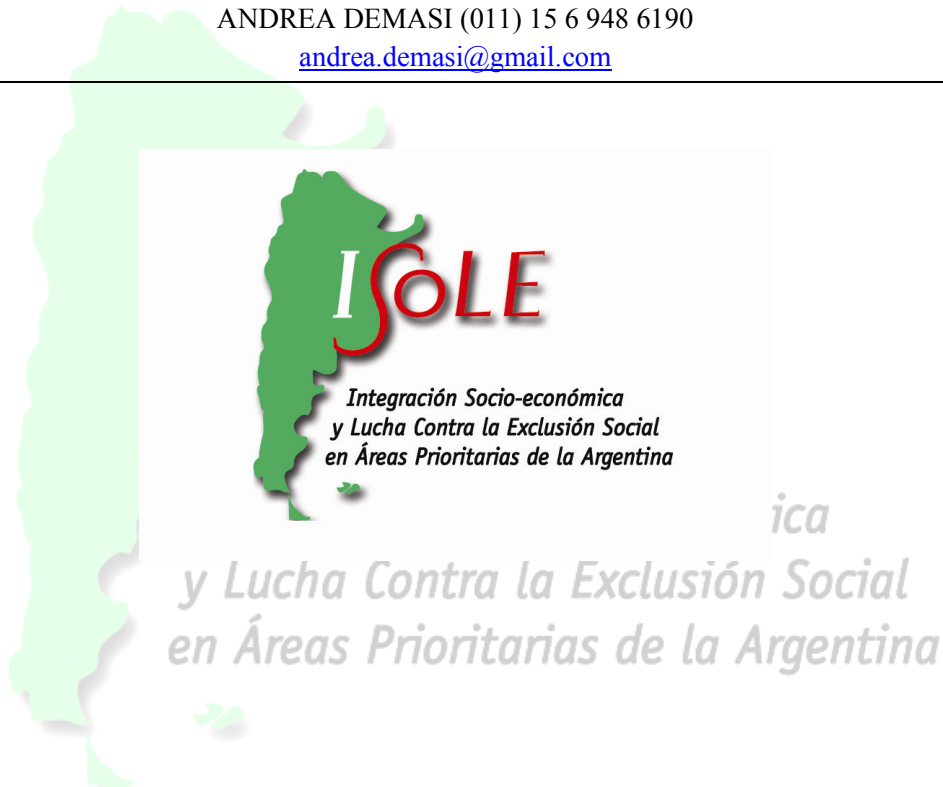 ANDREA DEMASI (011) 15 6 948 6190
andrea.demasi@gmail.com
ISOLE
Integración Socio-económica
y Lucha Contra la Exclusión Social
en Áreas Prioritarias de la Argentina
ica
y Lucha Contra la Exclusión Social
en Áreas Prioritarias de la Argentina